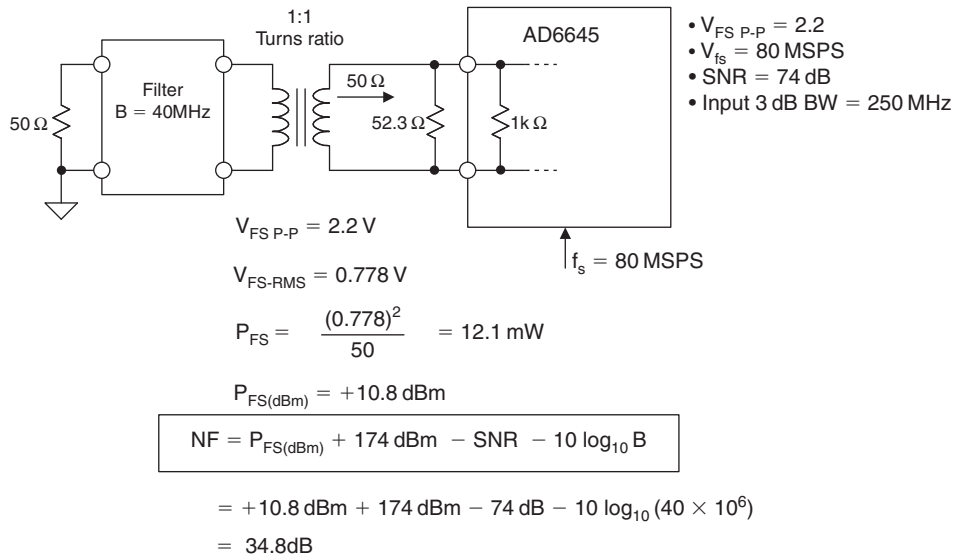 1:1
Turns ratio
AD6645
• V_FS P-P = 2.2
• V_fs = 80 MSPS
• SNR = 74 dB
• Input 3 dB BW = 250 MHz
50 Ω
Filter
B = 40MHz
50 Ω
52.3 Ω
1k Ω
f_s = 80 MSPS
V_FS P-P = 2.2 V
V_FS-RMS = 0.778 V
P_FS = (0.778)^2 / 50 = 12.1 mW
P_FS(dBm) = +10.8 dBm
NF = P_FS(dBm) + 174 dBm − SNR − 10 log_10 B
= +10.8 dBm + 174 dBm − 74 dB − 10 log_10 (40 × 10^6)
= 34.8dB